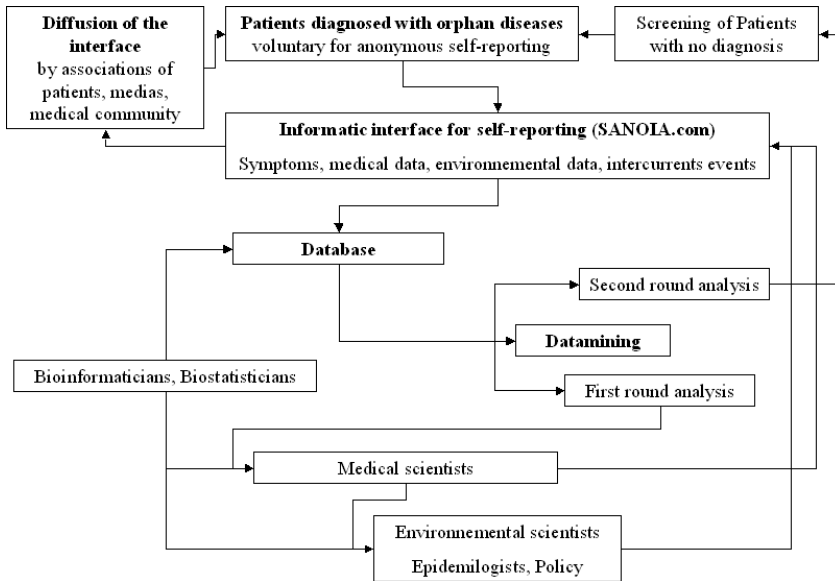 Diffusion of the
interface
by associations of
patients, medias,
medical community
Patients diagnosed with orphan diseases
voluntary for anonymous self-reporting
Screening of Patients
with no diagnosis
Informatic interface for self-reporting (SANOIA.com)
Symptoms, medical data, environnemental data, intercurrents events
Database
Second round analysis
Datamining
Bioinformaticians, Biostatisticians
First round analysis
Medical scientists
Environnemental scientists
Epidemilogists, Policy